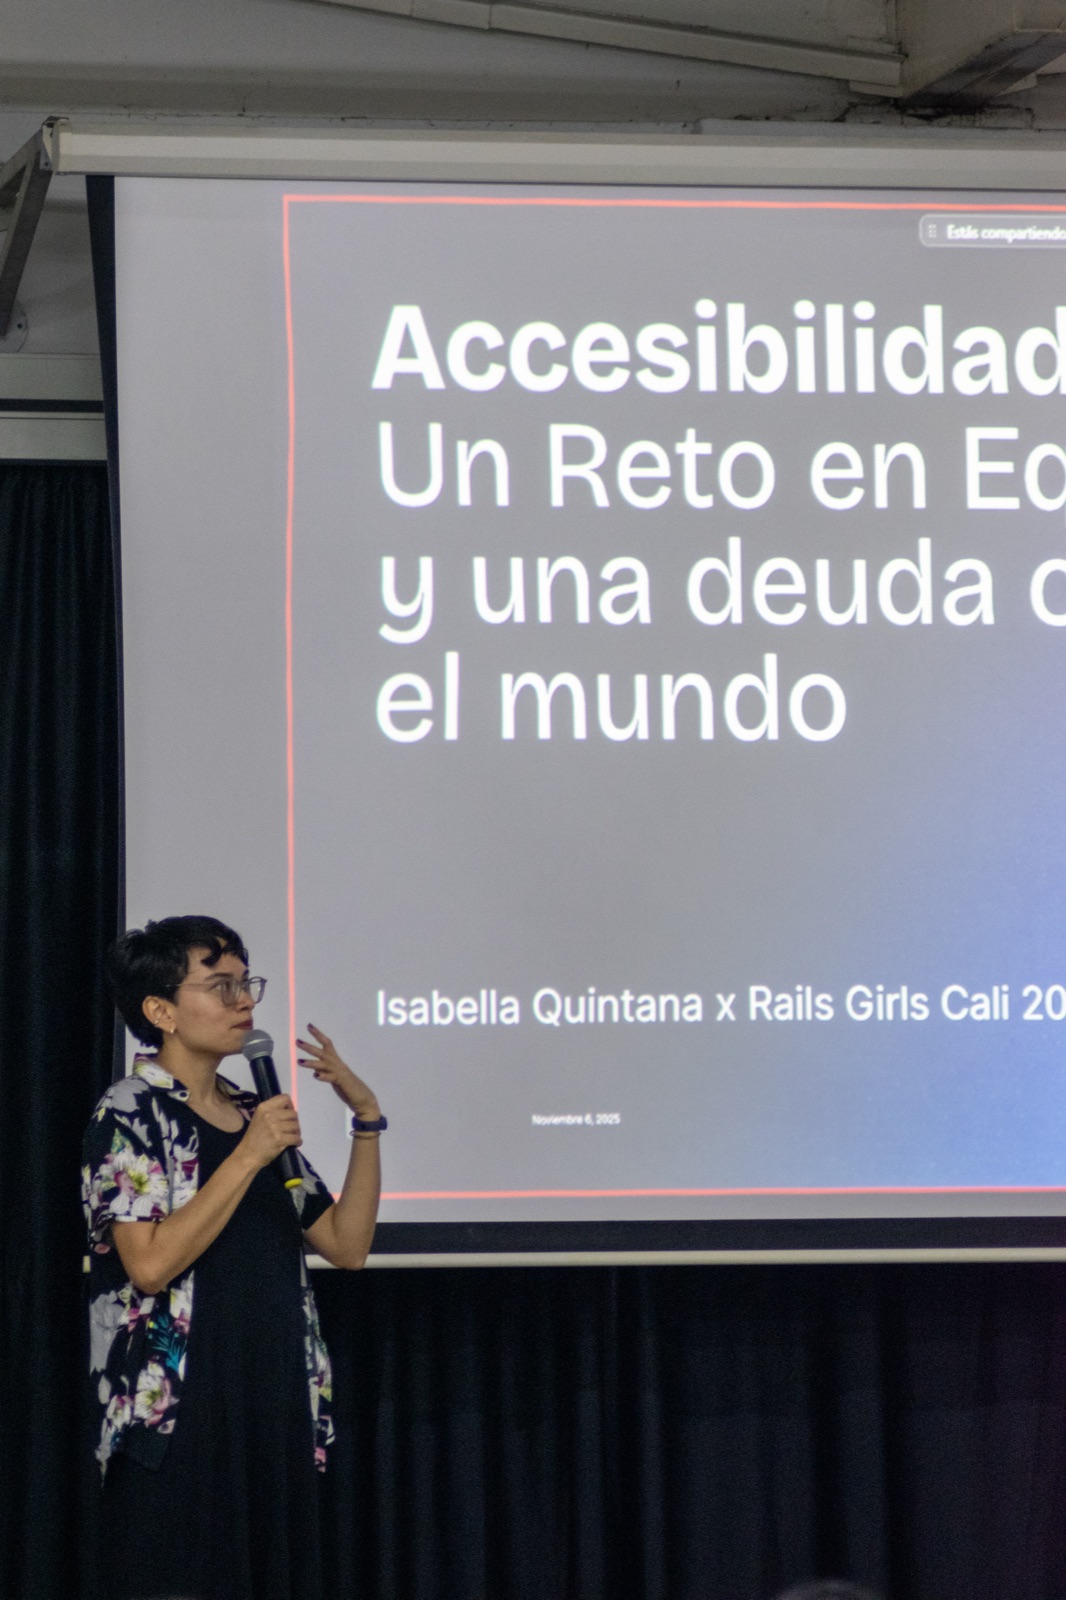 Estás compartiendo
Accesibilidad
Un Reto en Eq
y una deuda c
el mundo
Isabella Quintana x Rails Girls Cali 20
Noviembre 6, 2025